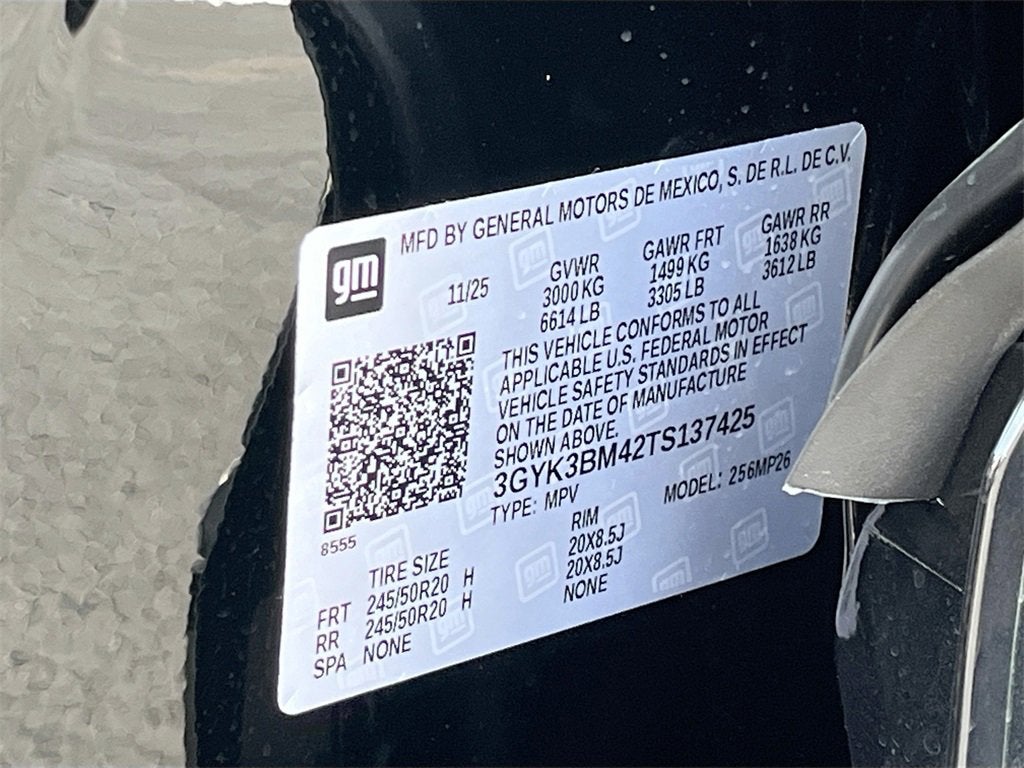 MFD BY GENERAL MOTORS DE MEXICO, S. DE R.L. DE C.V.
gm
11/25
GVWR GAWR FRT GAWR RR
3000 KG 1499 KG 1638 KG
6614 LB 3305 LB 3612 LB
THIS VEHICLE CONFORMS TO ALL
APPLICABLE U.S. FEDERAL MOTOR
VEHICLE SAFETY STANDARDS IN EFFECT
ON THE DATE OF MANUFACTURE
SHOWN ABOVE.
3GYK3BM42TS137425
TYPE: MPV MODEL: 256MP26
8555
TIRE SIZE RIM
FRT 245/50R20 H 20X8.5J
RR 245/50R20 H 20X8.5J
SPA NONE NONE